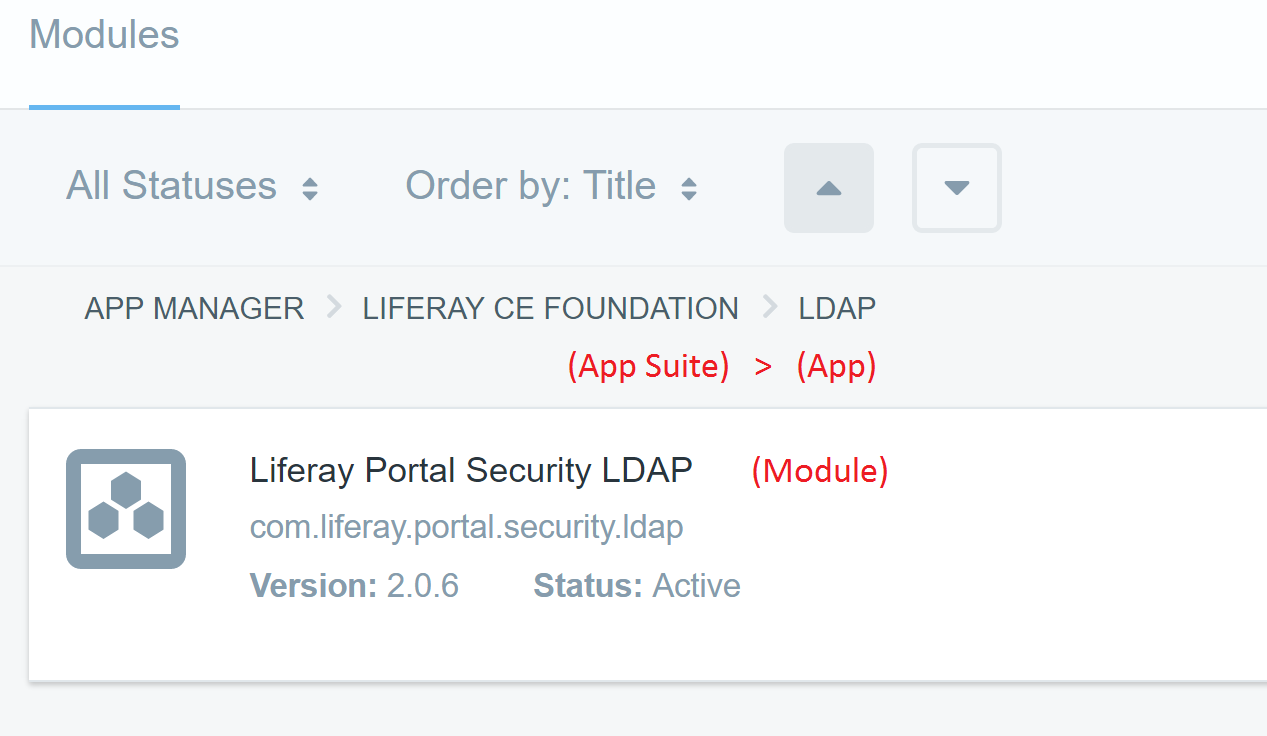 Modules
All Statuses Order by: Title
APP MANAGER LIFERAY CE FOUNDATION LDAP
(App Suite) > (App)
Liferay Portal Security LDAP (Module)
com.liferay.portal.security.ldap
Version: 2.0.6 Status: Active